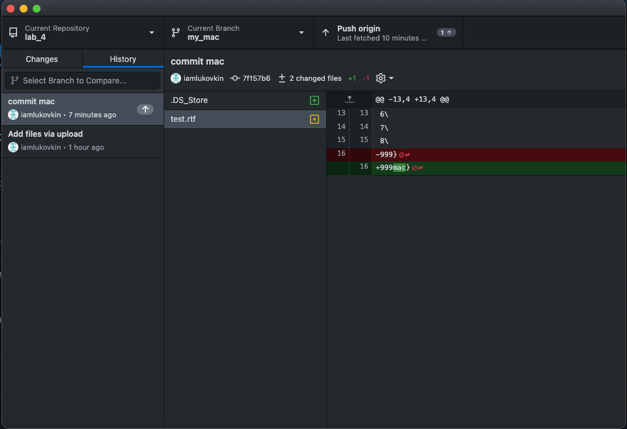 Current Repository
lab_4
Current Branch
my_mac
Push origin
Last fetched 10 minutes ...
1
Changes
History
Select Branch to Compare...
commit mac
iamlukovkin • 7 minutes ago
Add files via upload
iamlukovkin • 1 hour ago
commit mac
iamlukovkin 7f157b6 2 changed files +1 -1
.DS_Store
test.rtf
@@ -13,4 +13,4 @@
13 13 6\
14 14 7\
15 15 8\
16 -999}
16 +999mac}